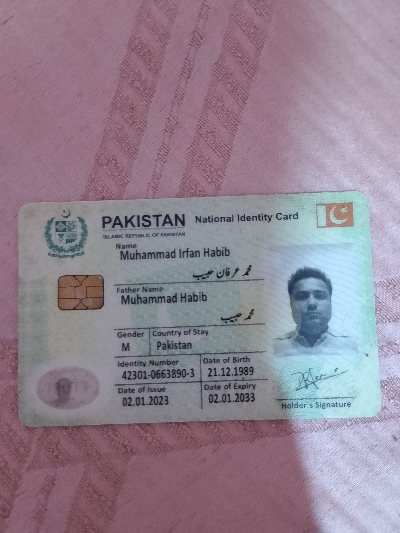 PAKISTAN National Identity Card
ISLAMIC REPUBLIC OF PAKISTAN
Name
Muhammad Irfan Habib
محمد عرفان حبیب
Father Name
Muhammad Habib
محمد حبیب
Gender Country of Stay
M Pakistan
Identity Number Date of Birth
42301-0663890-3 21.12.1989
Date of Issue Date of Expiry
02.01.2023 02.01.2033
Holder's Signature